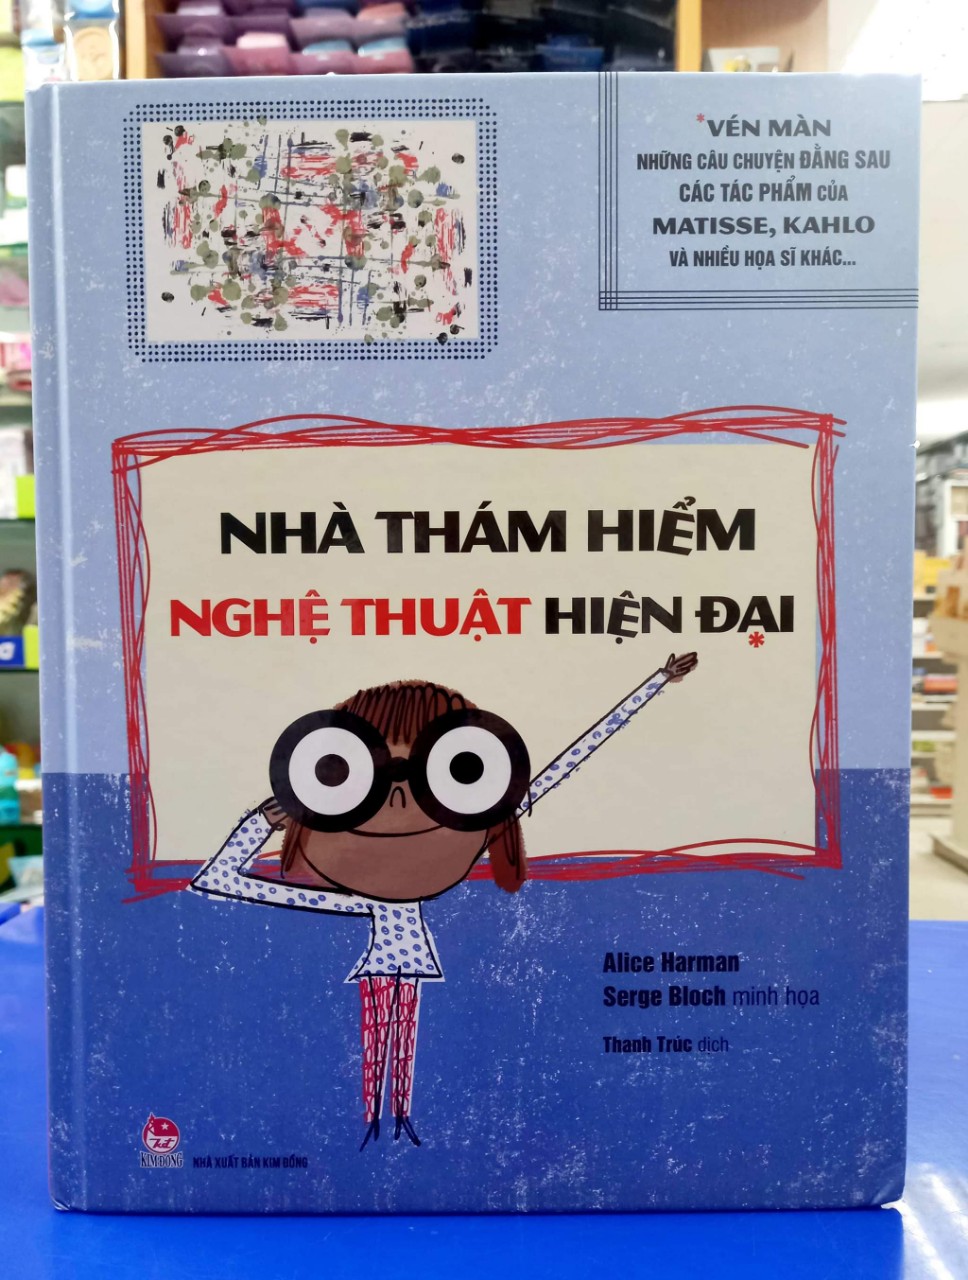 *VÉN MÀN
NHỮNG CÂU CHUYỆN ĐẰNG SAU
CÁC TÁC PHẨM CỦA
MATISSE, KAHLO
VÀ NHIỀU HỌA SĨ KHÁC...
NHÀ THÁM HIỂM
NGHỆ THUẬT HIỆN ĐẠI*
Alice Harman
Serge Bloch minh họa
Thanh Trúc dịch
KIM ĐỒNG
NHÀ XUẤT BẢN KIM ĐỒNG